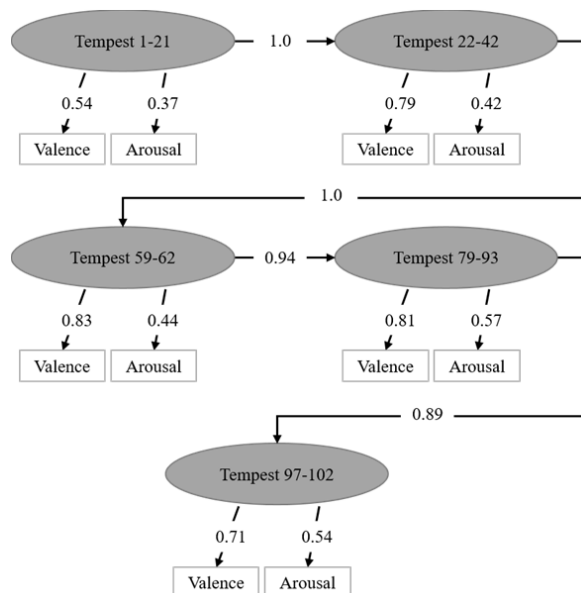 Tempest 1-21 1.0 Tempest 22-42
0.54 0.37 0.79 0.42
Valence Arousal Valence Arousal
1.0
Tempest 59-62 0.94 Tempest 79-93
0.83 0.44 0.81 0.57
Valence Arousal Valence Arousal
0.89
Tempest 97-102
0.71 0.54
Valence Arousal